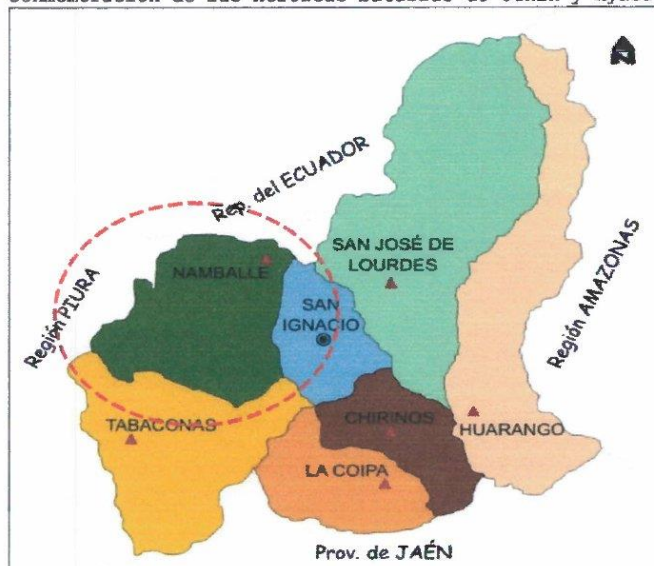 Rep. del ECUADOR
SAN JOSÉ DE
LOURDES
NAMBALLE
SAN
IGNACIO
Región PIURA
Región AMAZONAS
TABACONAS
CHIRINOS
HUARANGO
LA COIPA
Prov. de JAÉN